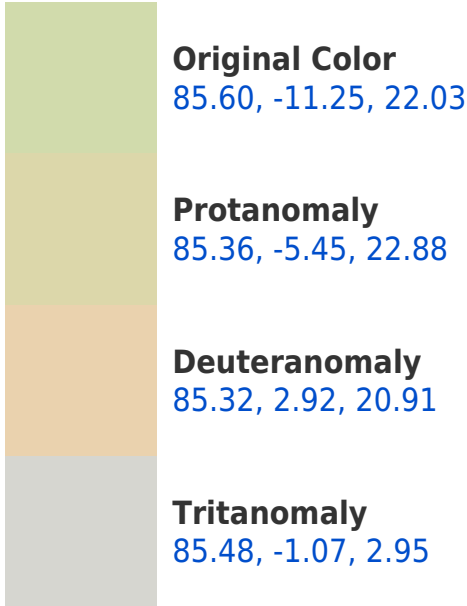 Original Color
85.60, -11.25, 22.03
Protanomaly
85.36, -5.45, 22.88
Deuteranomaly
85.32, 2.92, 20.91
Tritanomaly
85.48, -1.07, 2.95